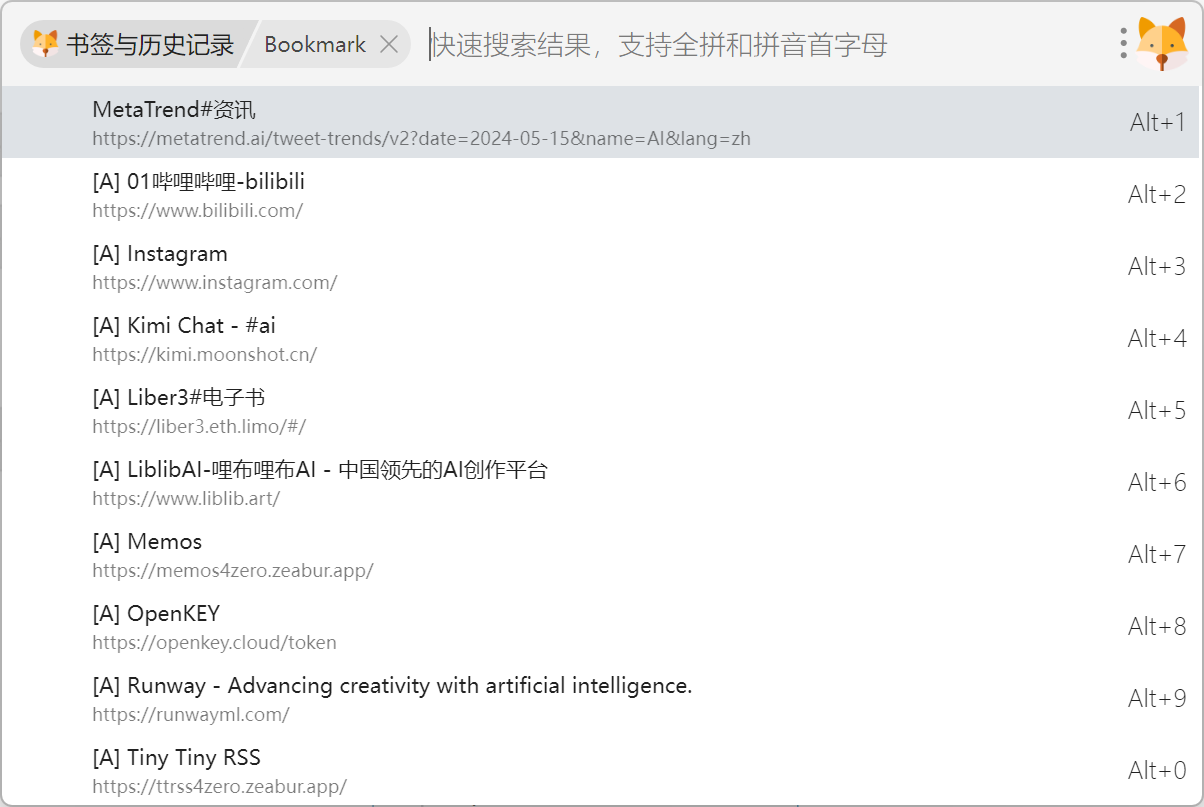 书签与历史记录 Bookmark 快速搜索结果，支持全拼和拼音首字母
MetaTrend#资讯
https://metatrend.ai/tweet-trends/v2?date=2024-05-15&name=AI&lang=zh
Alt+1
[A] 01哔哩哔哩-bilibili
https://www.bilibili.com/
Alt+2
[A] Instagram
https://www.instagram.com/
Alt+3
[A] Kimi Chat - #ai
https://kimi.moonshot.cn/
Alt+4
[A] Liber3#电子书
https://liber3.eth.limo/#/
Alt+5
[A] LiblibAI-哩布哩布AI - 中国领先的AI创作平台
https://www.liblib.art/
Alt+6
[A] Memos
https://memos4zero.zeabur.app/
Alt+7
[A] OpenKEY
https://openkey.cloud/token
Alt+8
[A] Runway - Advancing creativity with artificial intelligence.
https://runwayml.com/
Alt+9
[A] Tiny Tiny RSS
https://ttrss4zero.zeabur.app/
Alt+0